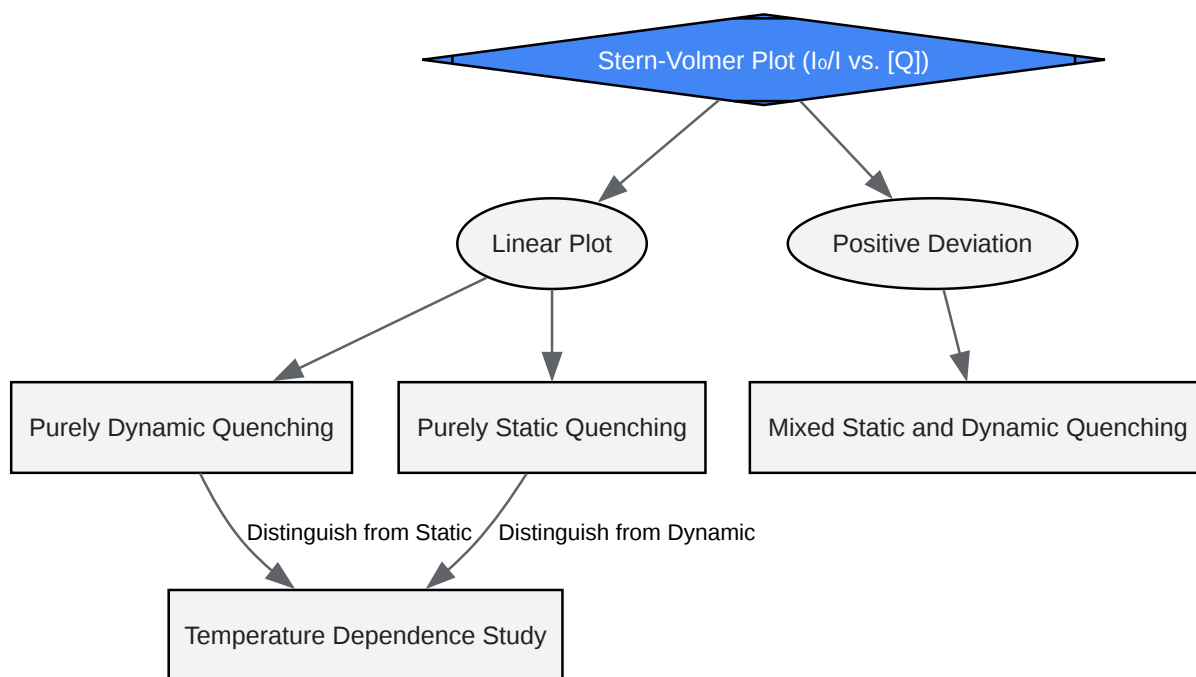 Stern-Volmer Plot (I₀/I vs. [Q])
Linear Plot
Positive Deviation
Purely Dynamic Quenching
Purely Static Quenching
Mixed Static and Dynamic Quenching
Distinguish from Static
Distinguish from Dynamic
Temperature Dependence Study